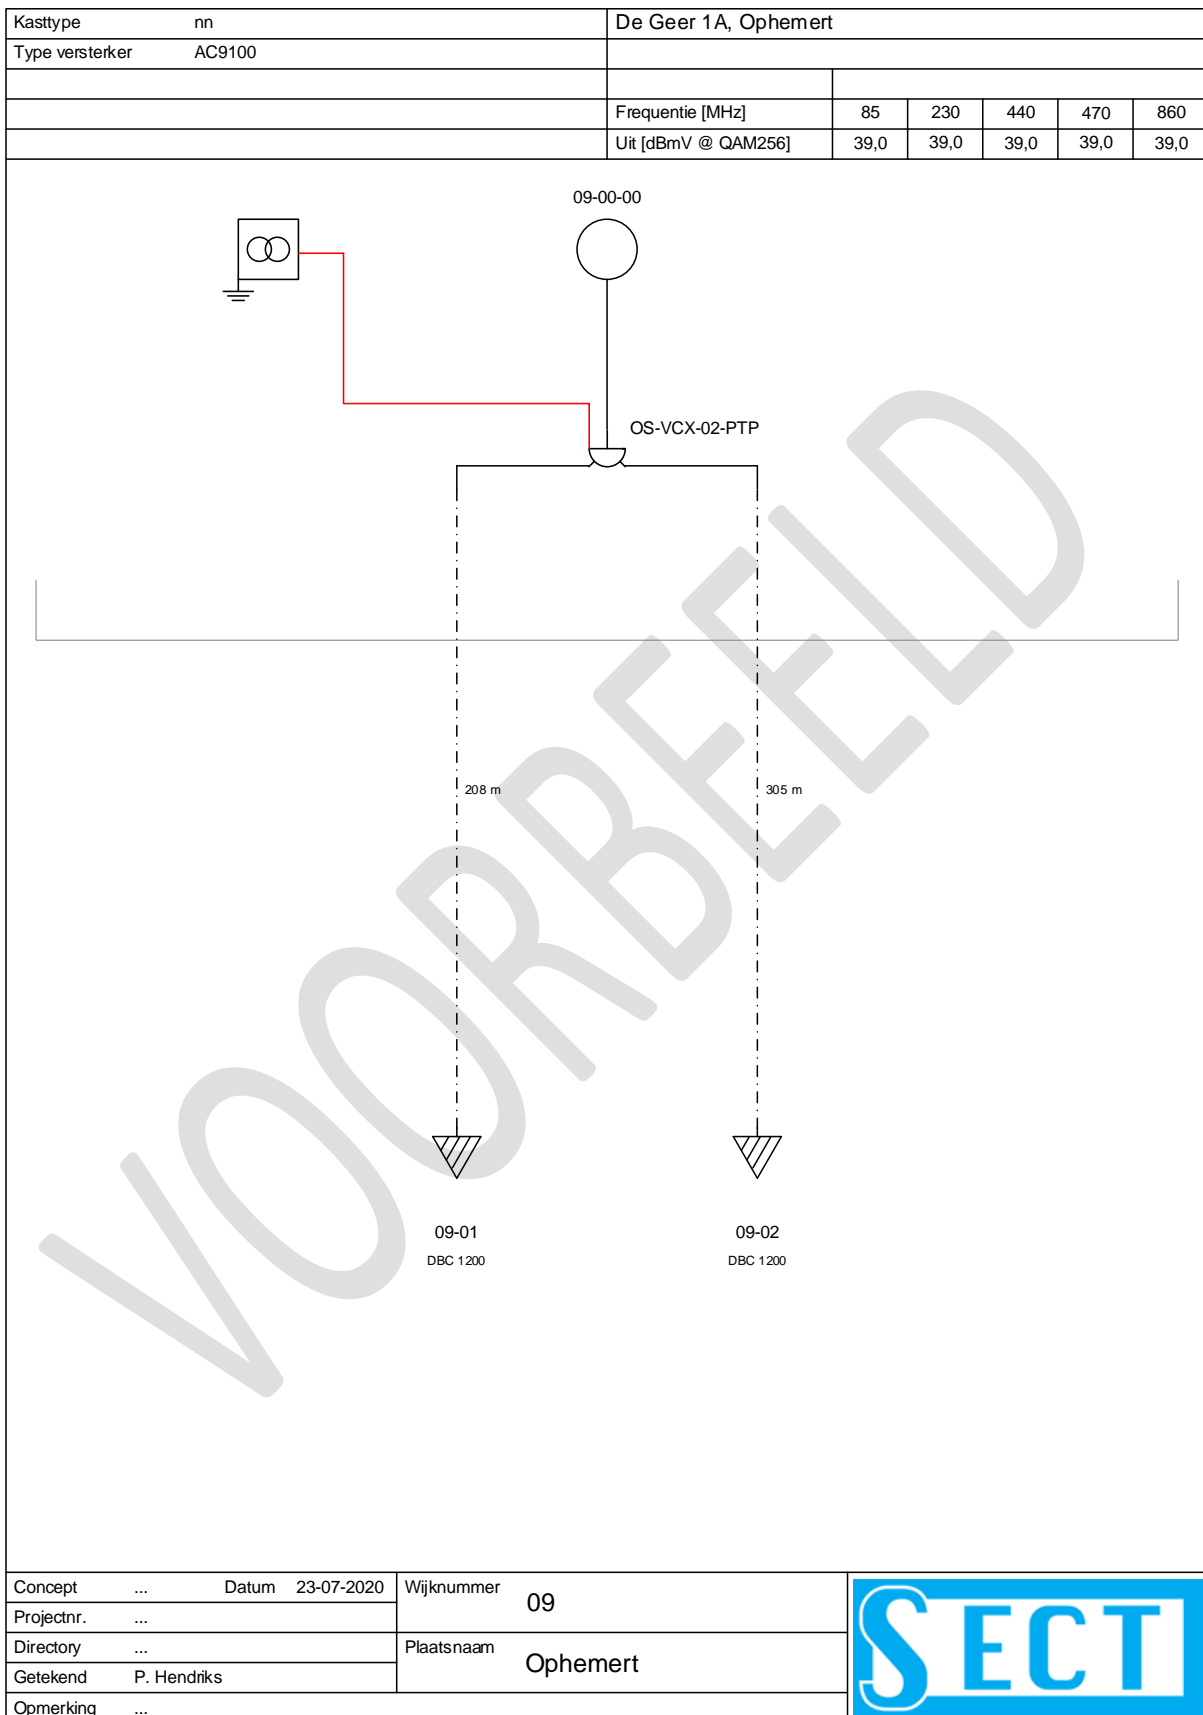 Kasttype nn De Geer 1A, Ophemert
Type versterker AC9100
Frequentie [MHz] 85 230 440 470 860
Uit [dBmV @ QAM256] 39,0 39,0 39,0 39,0 39,0
09-00-00
OS-VCX-02-PTP
208 m 305 m
VOORBEELD
09-01 09-02
DBC 1200 DBC 1200
Concept ... Datum 23-07-2020 Wijknummer 09
Projectnr. ...
Directory ... Plaatsnaam Ophemert
Getekend P. Hendriks
Opmerking ...
SECT